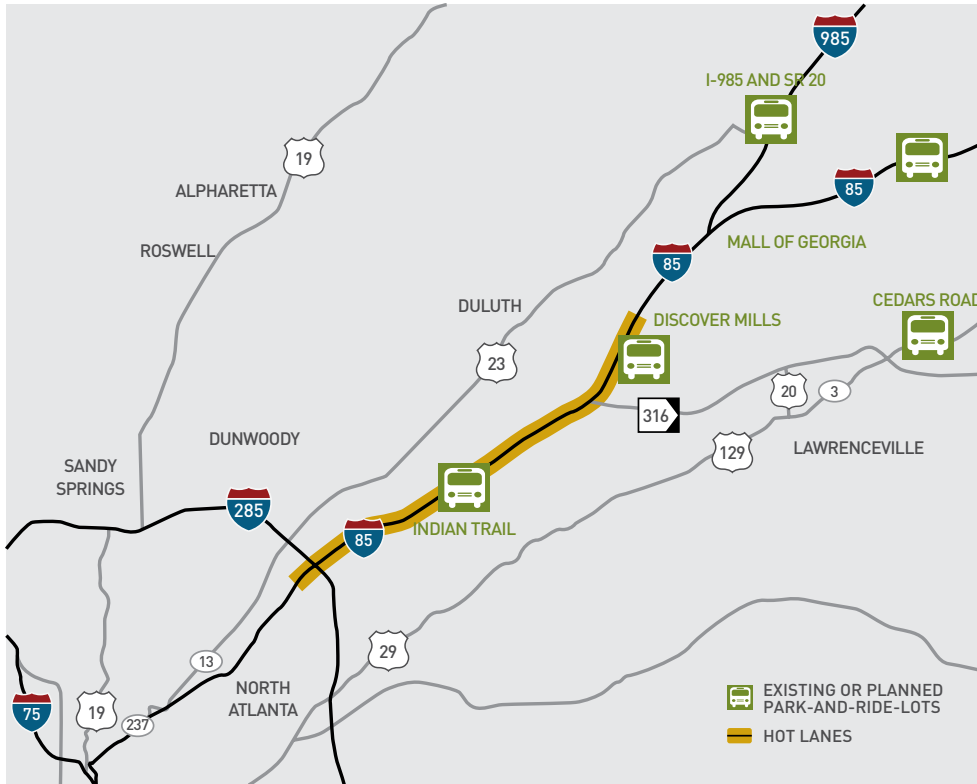 985
I-985 AND SR 20
19
ALPHARETTA
85
ROSWELL
MALL OF GEORGIA
85
CEDARS ROAD
DULUTH
DISCOVER MILLS
23
20
3
316
DUNWOODY
129
LAWRENCEVILLE
SANDY
SPRINGS
285
INDIAN TRAIL
85
29
13
NORTH
ATLANTA
75
19
237
EXISTING OR PLANNED
PARK-AND-RIDE-LOTS
HOT LANES